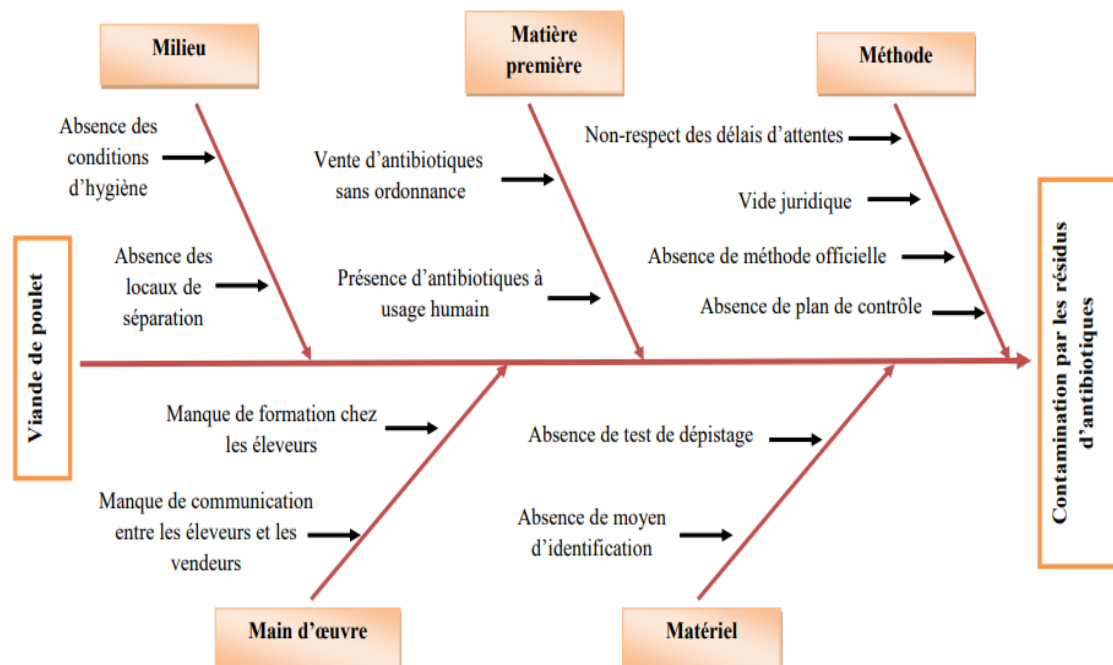 Milieu
Matière
première
Méthode
Absence des
conditions
d’hygiène
Absence des
locaux de
séparation
Vente d’antibiotiques
sans ordonnance
Présence d’antibiotiques à
usage humain
Non-respect des délais d’attentes
Vide juridique
Absence de méthode officielle
Absence de plan de contrôle
Viande de poulet
Contamination par les résidus
d’antibiotiques
Manque de formation chez
les éleveurs
Manque de communication
entre les éleveurs et les
vendeurs
Absence de test de dépistage
Absence de moyen
d’identification
Main d’œuvre
Matériel